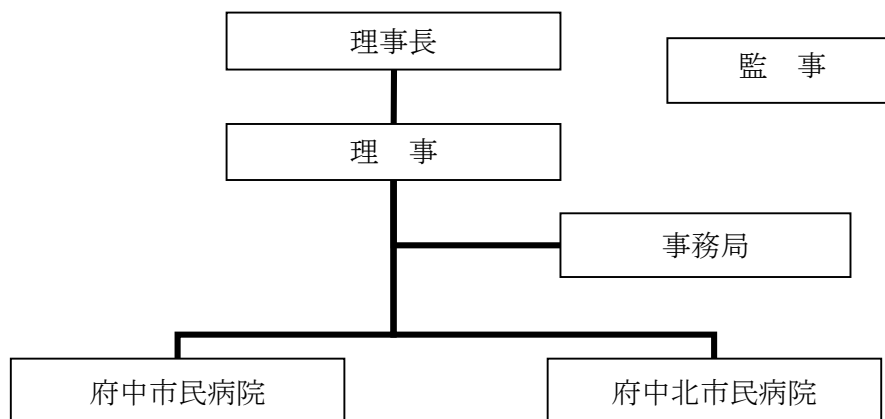 理事長
監　事
理　事
事務局
府中市民病院
府中北市民病院